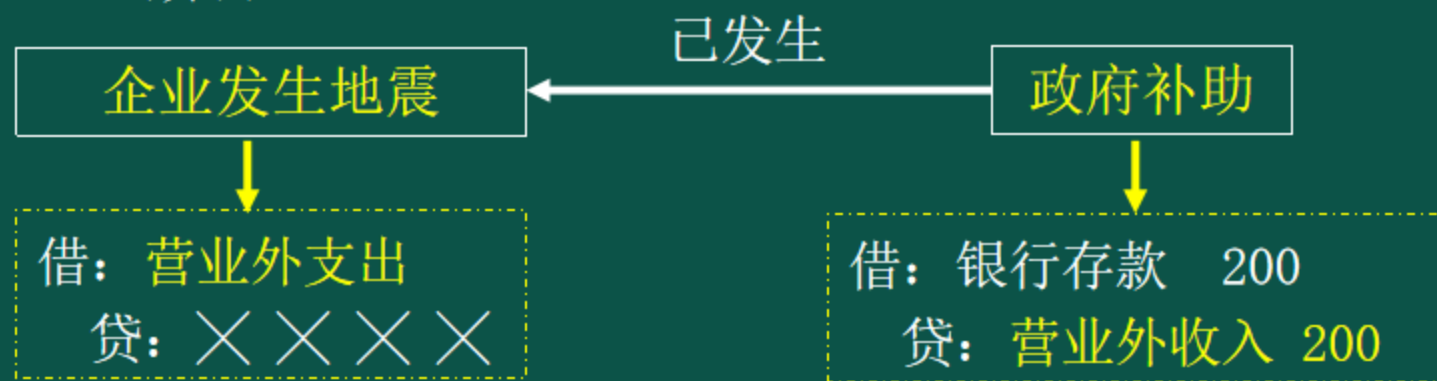 已发生
企业发生地震
政府补助
借：营业外支出
贷：××××
借：银行存款 200
贷：营业外收入 200